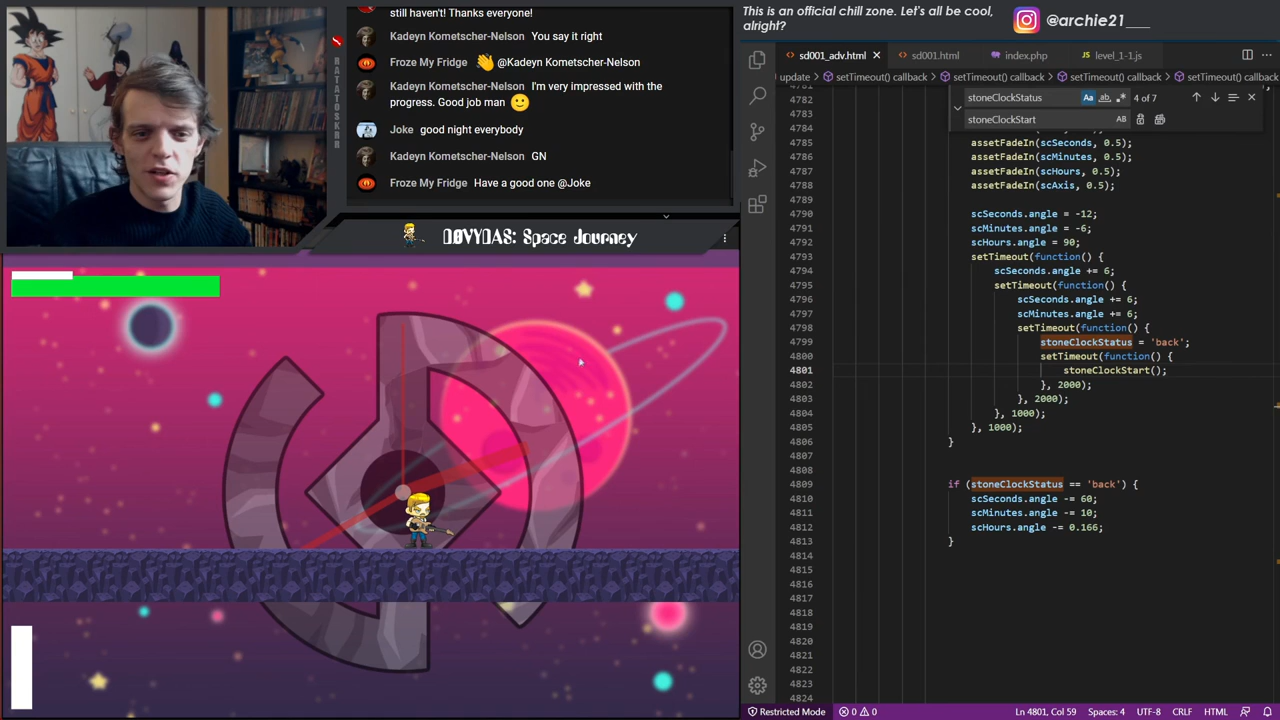 still haven't! Thanks everyone!
Kadeyn Kometscher-Nelson You say it right
Froze My Fridge 👋 @Kadeyn Kometscher-Nelson
Kadeyn Kometscher-Nelson I'm very impressed with the
progress. Good job man 🙂
Joke good night everybody
Kadeyn Kometscher-Nelson GN
Froze My Fridge Have a good one @Joke
RATATOSKR
DOVYDAS: Space Journey
This is an official chill zone. Let's all be cool,
alright?
@archie21___
sd001_adv.html
sd001.html
index.php
level_1-1.js
update > setTimeout() callback > setTimeout() callback > setTimeout() callback > setTimeout() callback
stoneClockStatus Aa ab 4 of 7
stoneClockStart AB
4782
4783
4784
4785 assetFadeIn(scSeconds, 0.5);
4786 assetFadeIn(scMinutes, 0.5);
4787 assetFadeIn(scHours, 0.5);
4788 assetFadeIn(scAxis, 0.5);
4789
4790 scSeconds.angle = -12;
4791 scMinutes.angle = -6;
4792 scHours.angle = 90;
4793 setTimeout(function() {
4794 scSeconds.angle += 6;
4795 setTimeout(function() {
4796 scSeconds.angle += 6;
4797 scMinutes.angle += 6;
4798 setTimeout(function() {
4799 stoneClockStatus = 'back';
4800 setTimeout(function() {
4801 stoneClockStart();
4802 }, 2000);
4803 }, 2000);
4804 }, 1000);
4805 }, 1000);
4806 }
4807
4808
4809 if (stoneClockStatus == 'back') {
4810 scSeconds.angle -= 60;
4811 scMinutes.angle -= 10;
4812 scHours.angle -= 0.166;
4813 }
4814
4815
4816
4817
4818
4819
4820
4821
4822
4823
4824
Restricted Mode 0 0 Ln 4801, Col 59 Spaces: 4 UTF-8 CRLF HTML